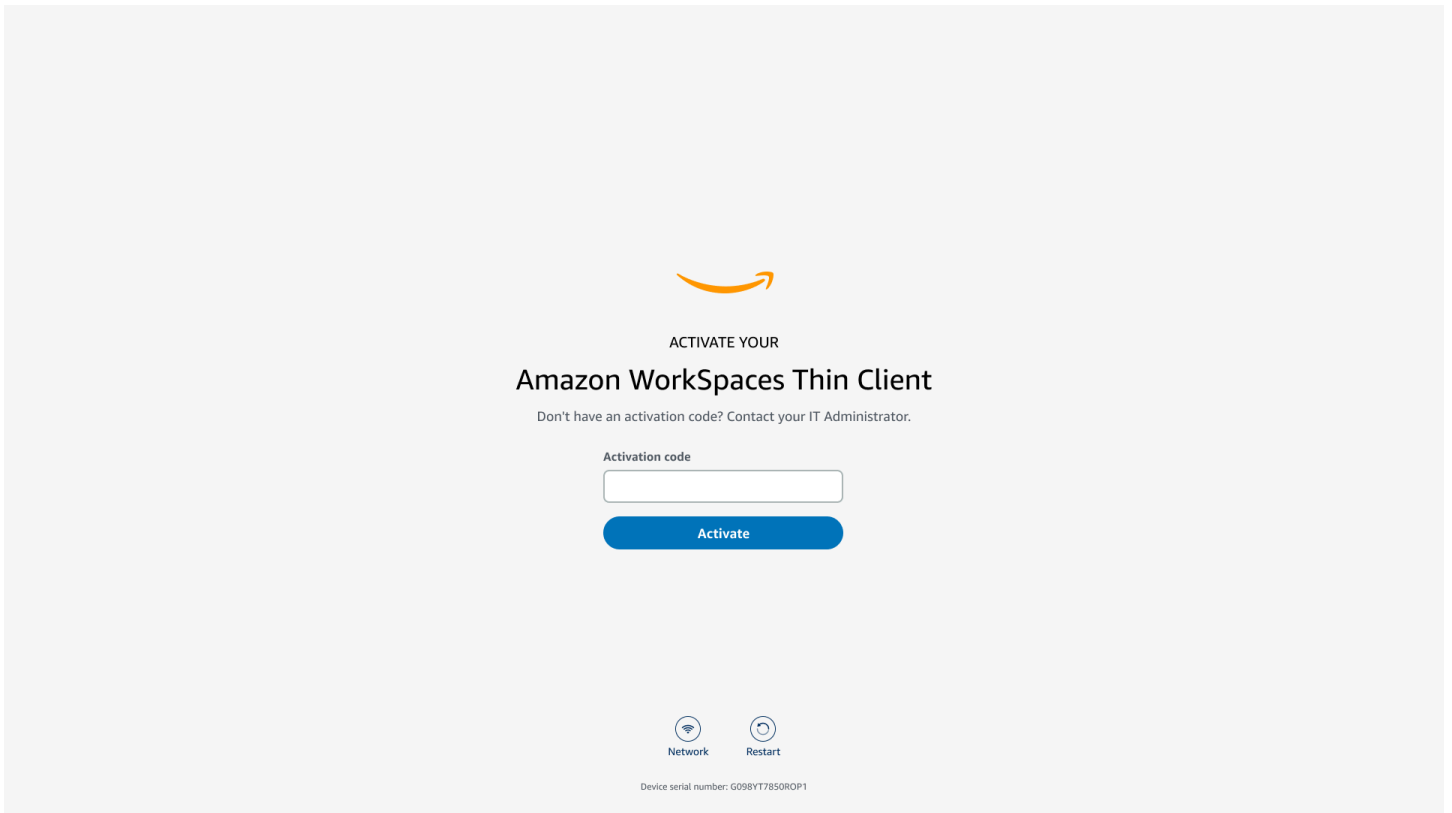 ACTIVATE YOUR
Amazon WorkSpaces Thin Client
Don't have an activation code? Contact your IT Administrator.
Activation code
Activate
Network Restart
Device serial number: G098YT7850ROP1